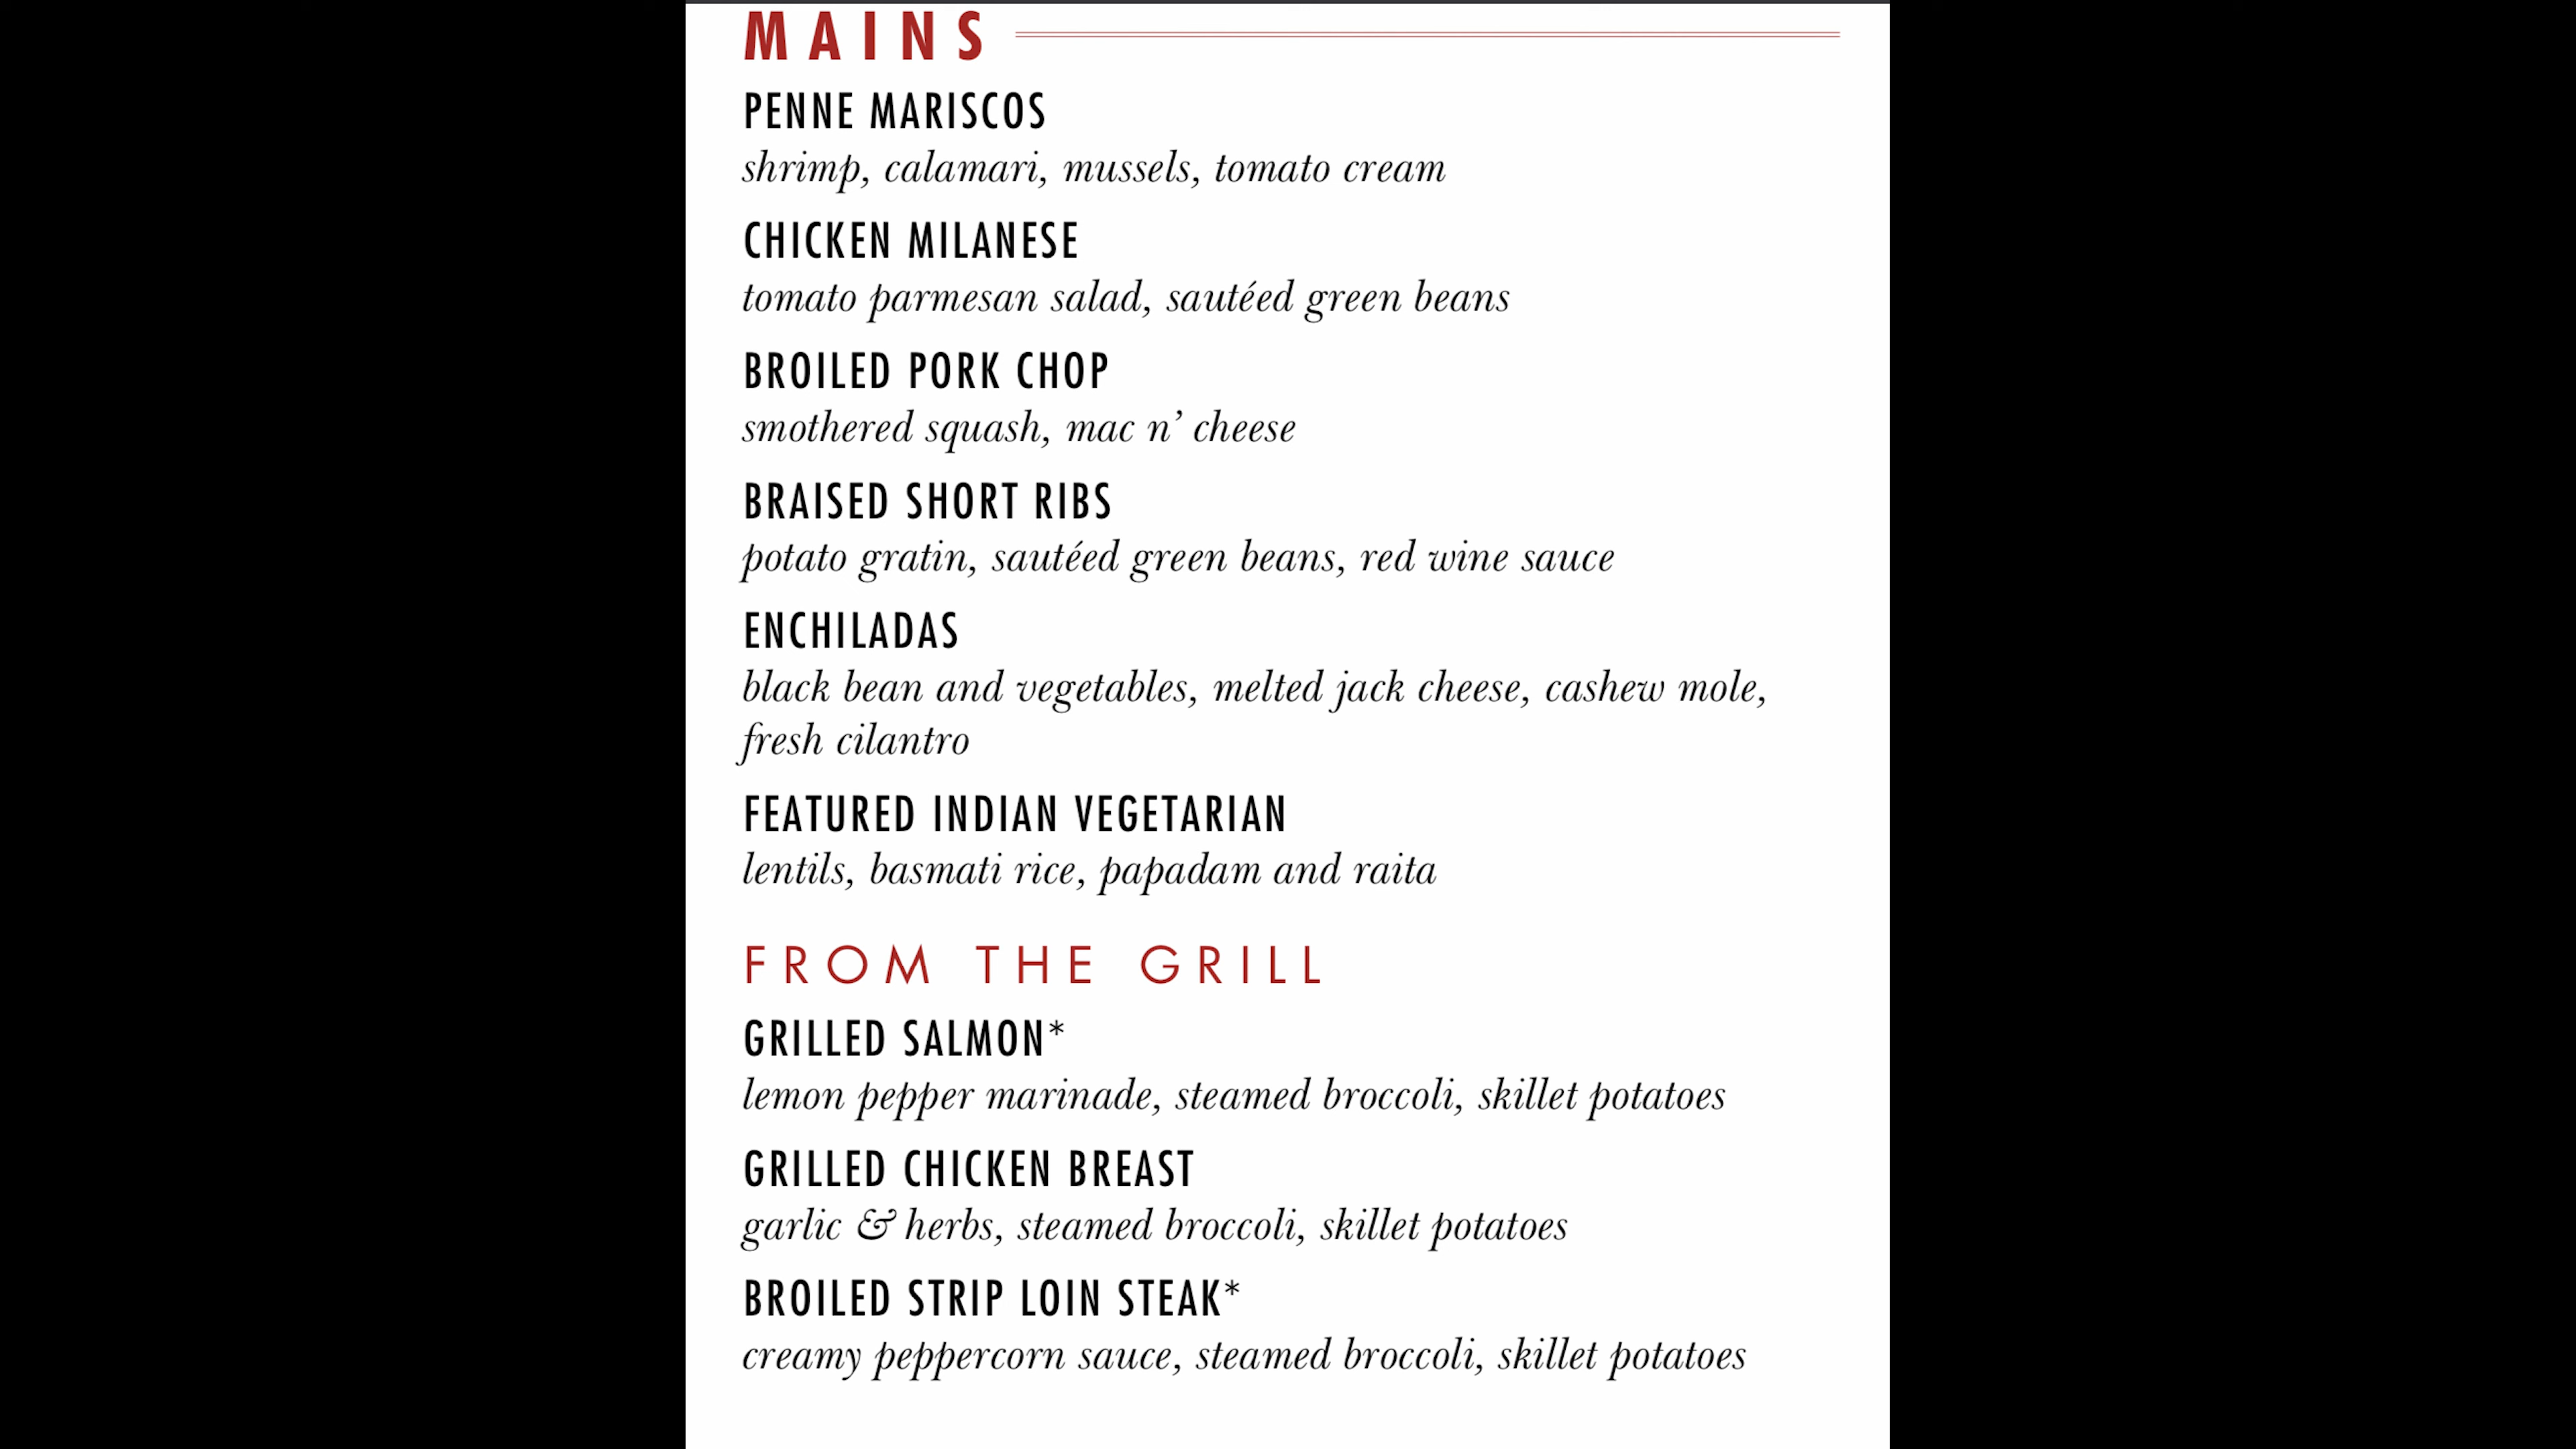 MAINS
PENNE MARISCOS
shrimp, calamari, mussels, tomato cream
CHICKEN MILANESE
tomato parmesan salad, sautéed green beans
BROILED PORK CHOP
smothered squash, mac n’ cheese
BRAISED SHORT RIBS
potato gratin, sautéed green beans, red wine sauce
ENCHILADAS
black bean and vegetables, melted jack cheese, cashew mole,
fresh cilantro
FEATURED INDIAN VEGETARIAN
lentils, basmati rice, papadam and raita
FROM THE GRILL
GRILLED SALMON*
lemon pepper marinade, steamed broccoli, skillet potatoes
GRILLED CHICKEN BREAST
garlic & herbs, steamed broccoli, skillet potatoes
BROILED STRIP LOIN STEAK*
creamy peppercorn sauce, steamed broccoli, skillet potatoes